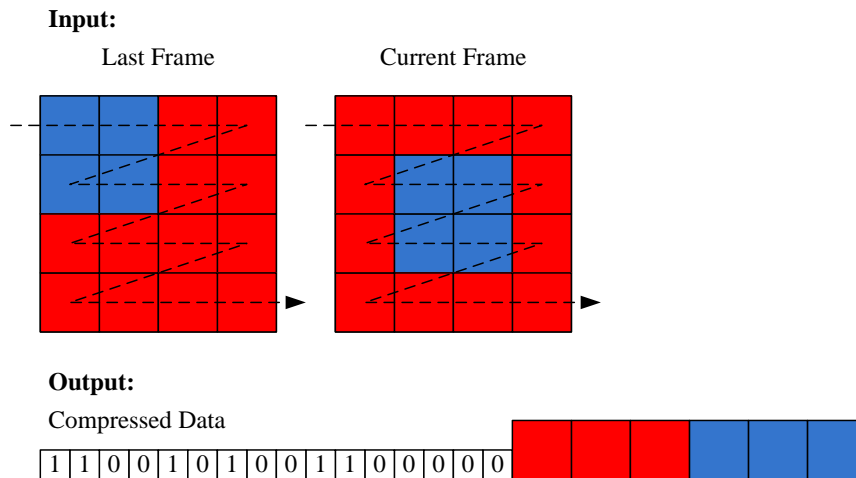 Input:
Last Frame Current Frame
Output:
Compressed Data
1 1 0 0 1 0 1 0 0 1 1 0 0 0 0 0